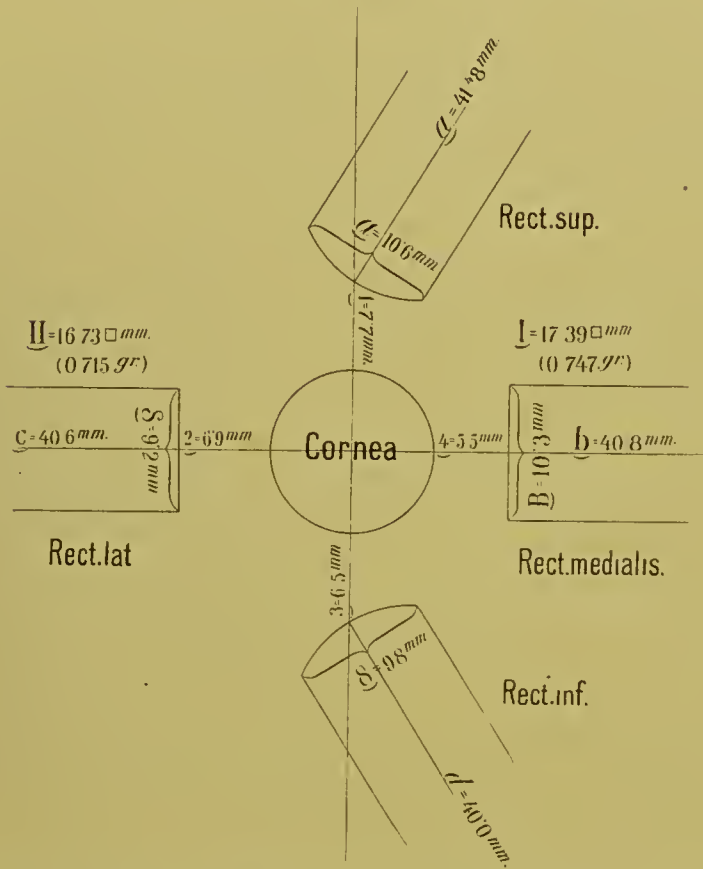 a=41·8mm.
Rect.sup.
a=10·6mm
1=7·7mm.
II=16 73□mm.
(0 715 gr.)
I=17 39□mm
(0 747 gr.)
C=40 6mm.
=9·2mm
2=6·9mm
Cornea
4=5 5mm
B=10·3mm
b=40 8mm.
Rect.lat
Rect.medialis.
3=6 5mm
=98mm
Rect.inf.
d=40·0mm.